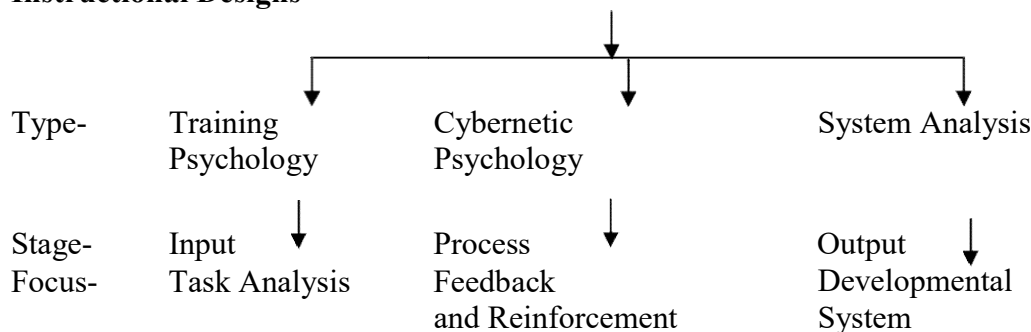 Instructional Designs
Type- Training Cybernetic System Analysis
Psychology Psychology
Stage- Input Process Output
Focus- Task Analysis Feedback Developmental
and Reinforcement System